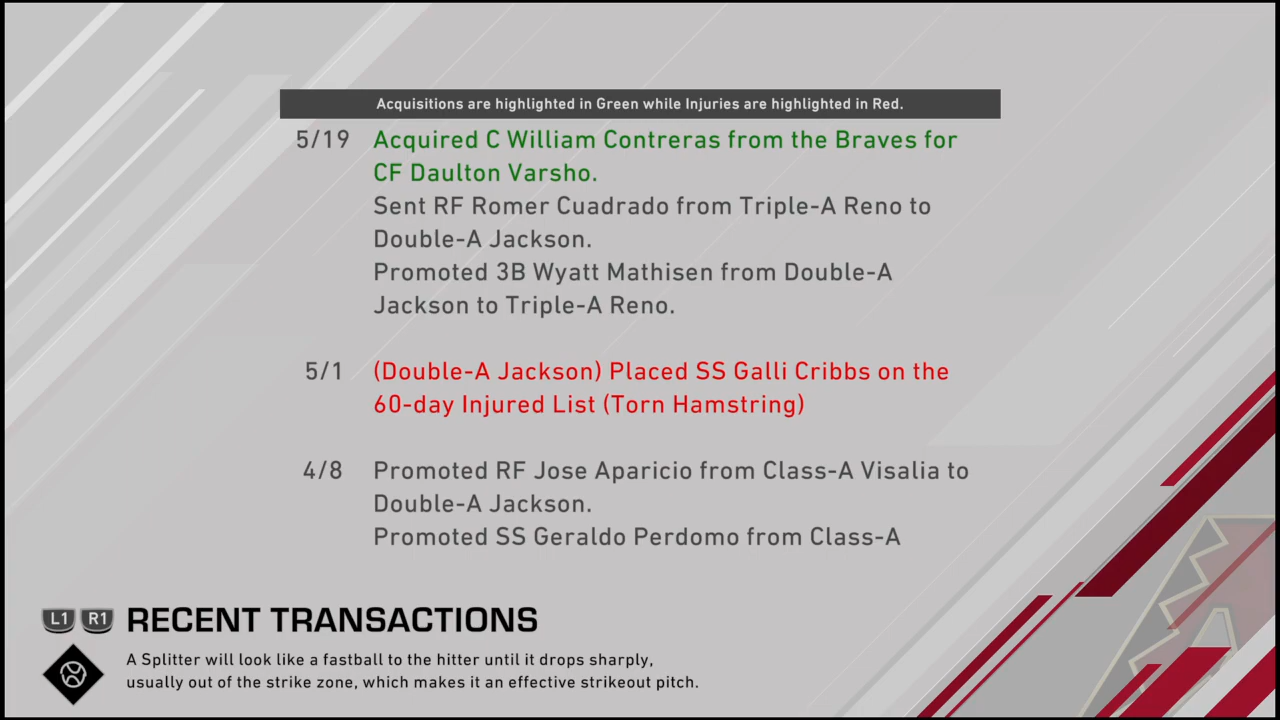 Acquisitions are highlighted in Green while Injuries are highlighted in Red.
5/19 Acquired C William Contreras from the Braves for
CF Daulton Varsho.
Sent RF Romer Cuadrado from Triple-A Reno to
Double-A Jackson.
Promoted 3B Wyatt Mathisen from Double-A
Jackson to Triple-A Reno.
5/1 (Double-A Jackson) Placed SS Galli Cribbs on the
60-day Injured List (Torn Hamstring)
4/8 Promoted RF Jose Aparicio from Class-A Visalia to
Double-A Jackson.
Promoted SS Geraldo Perdomo from Class-A
L1 R1 RECENT TRANSACTIONS
A Splitter will look like a fastball to the hitter until it drops sharply,
usually out of the strike zone, which makes it an effective strikeout pitch.